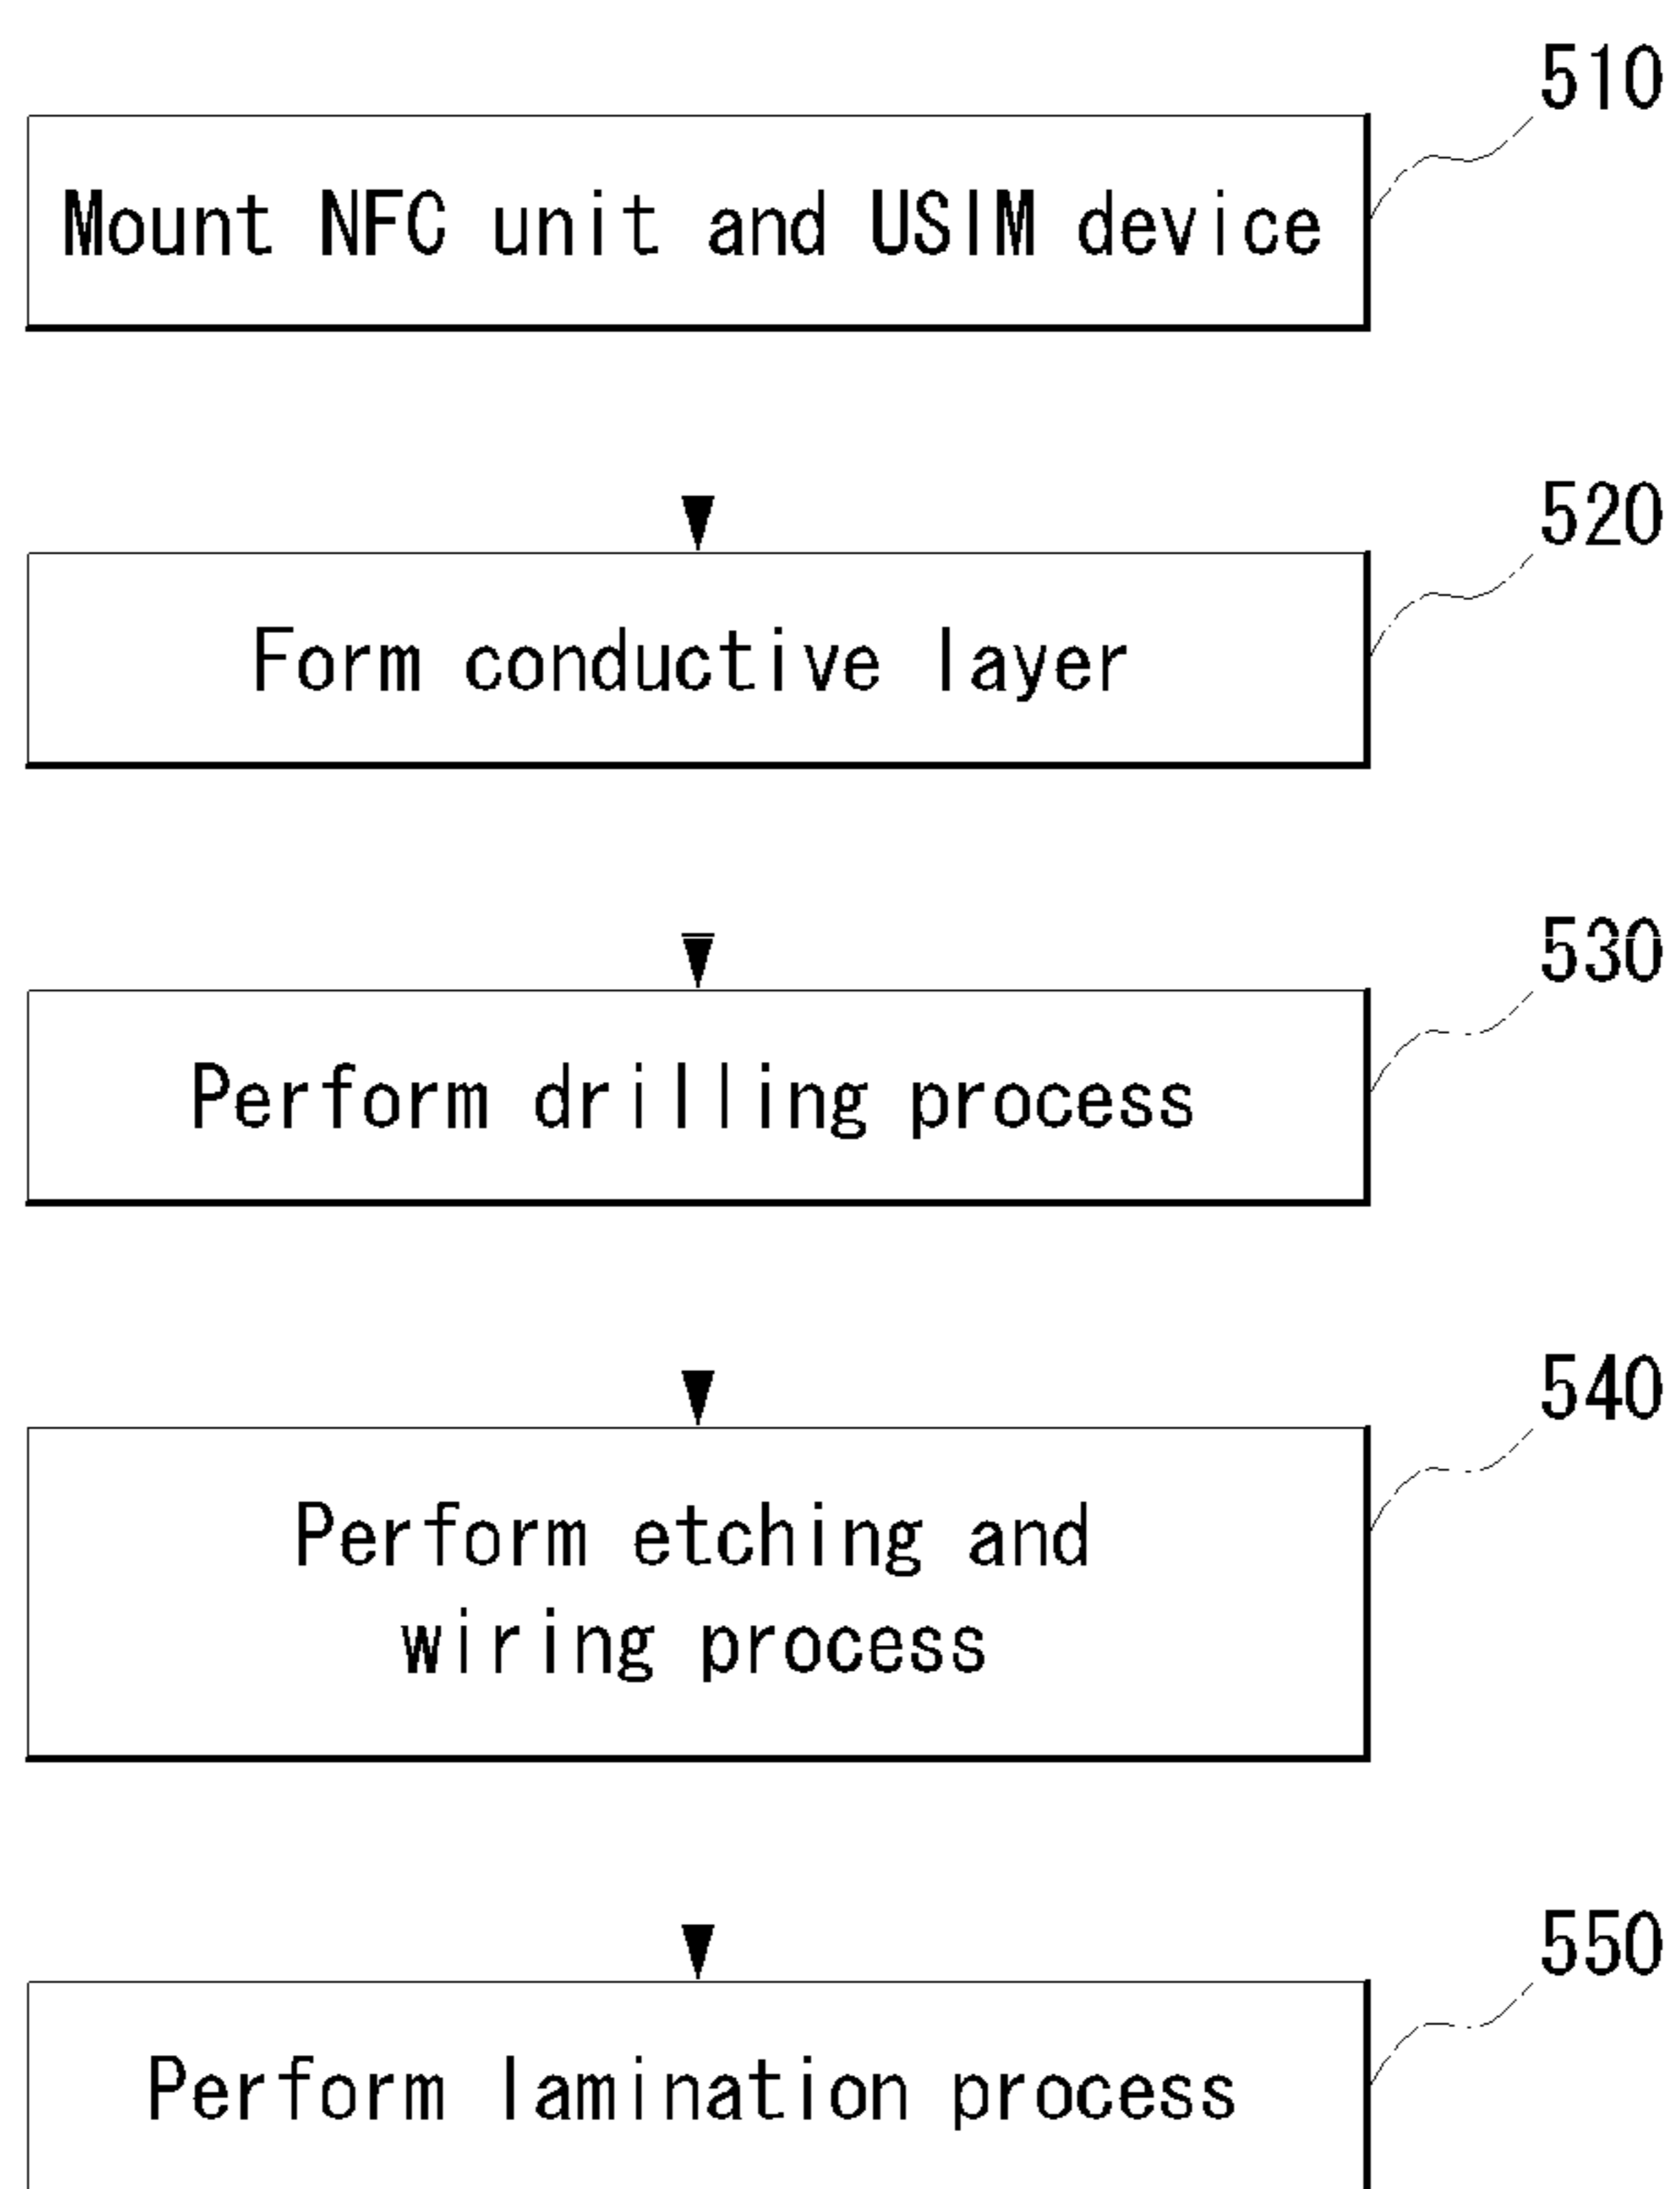 510
Mount NFC unit and USIM device
520
Form conductive layer
530
Perform drilling process
540
Perform etching and
wiring process
550
Perform lamination process